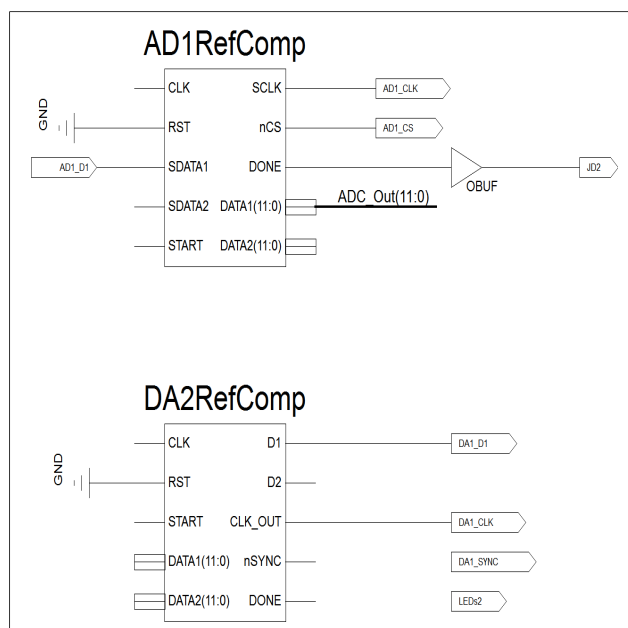 AD1RefComp
CLK SCLK AD1_CLK
GND RST nCS AD1_CS
AD1_D1 SDATA1 DONE OBUF JD2
SDATA2 DATA1(11:0) ADC_Out(11:0)
START DATA2(11:0)
DA2RefComp
CLK D1 DA1_D1
GND RST D2
START CLK_OUT DA1_CLK
DATA1(11:0) nSYNC DA1_SYNC
DATA2(11:0) DONE LEDs2